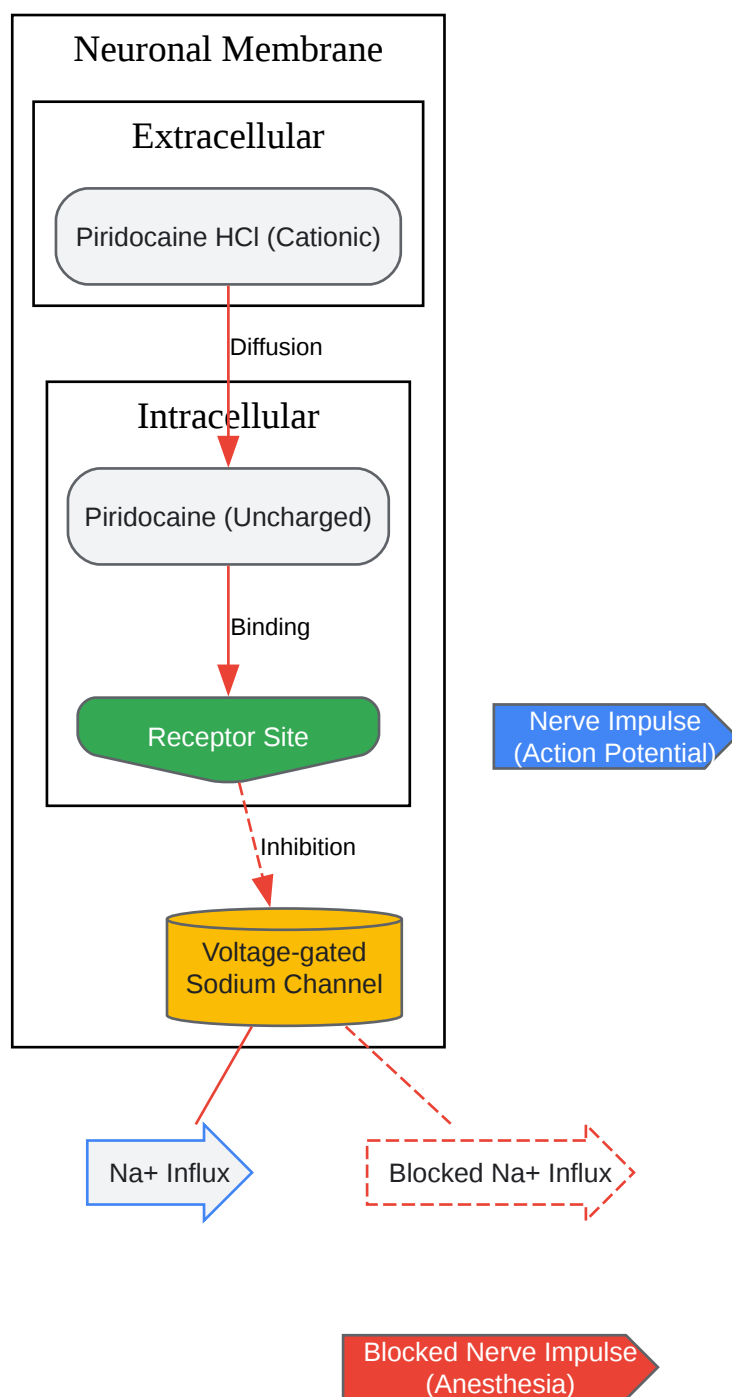 Neuronal Membrane
Extracellular
Piridocaine HCl (Cationic)
Diffusion
Intracellular
Piridocaine (Uncharged)
Binding
Receptor Site
Nerve Impulse
(Action Potential)
Inhibition
Voltage-gated
Sodium Channel
Na+ Influx
Blocked Na+ Influx
Blocked Nerve Impulse
(Anesthesia)